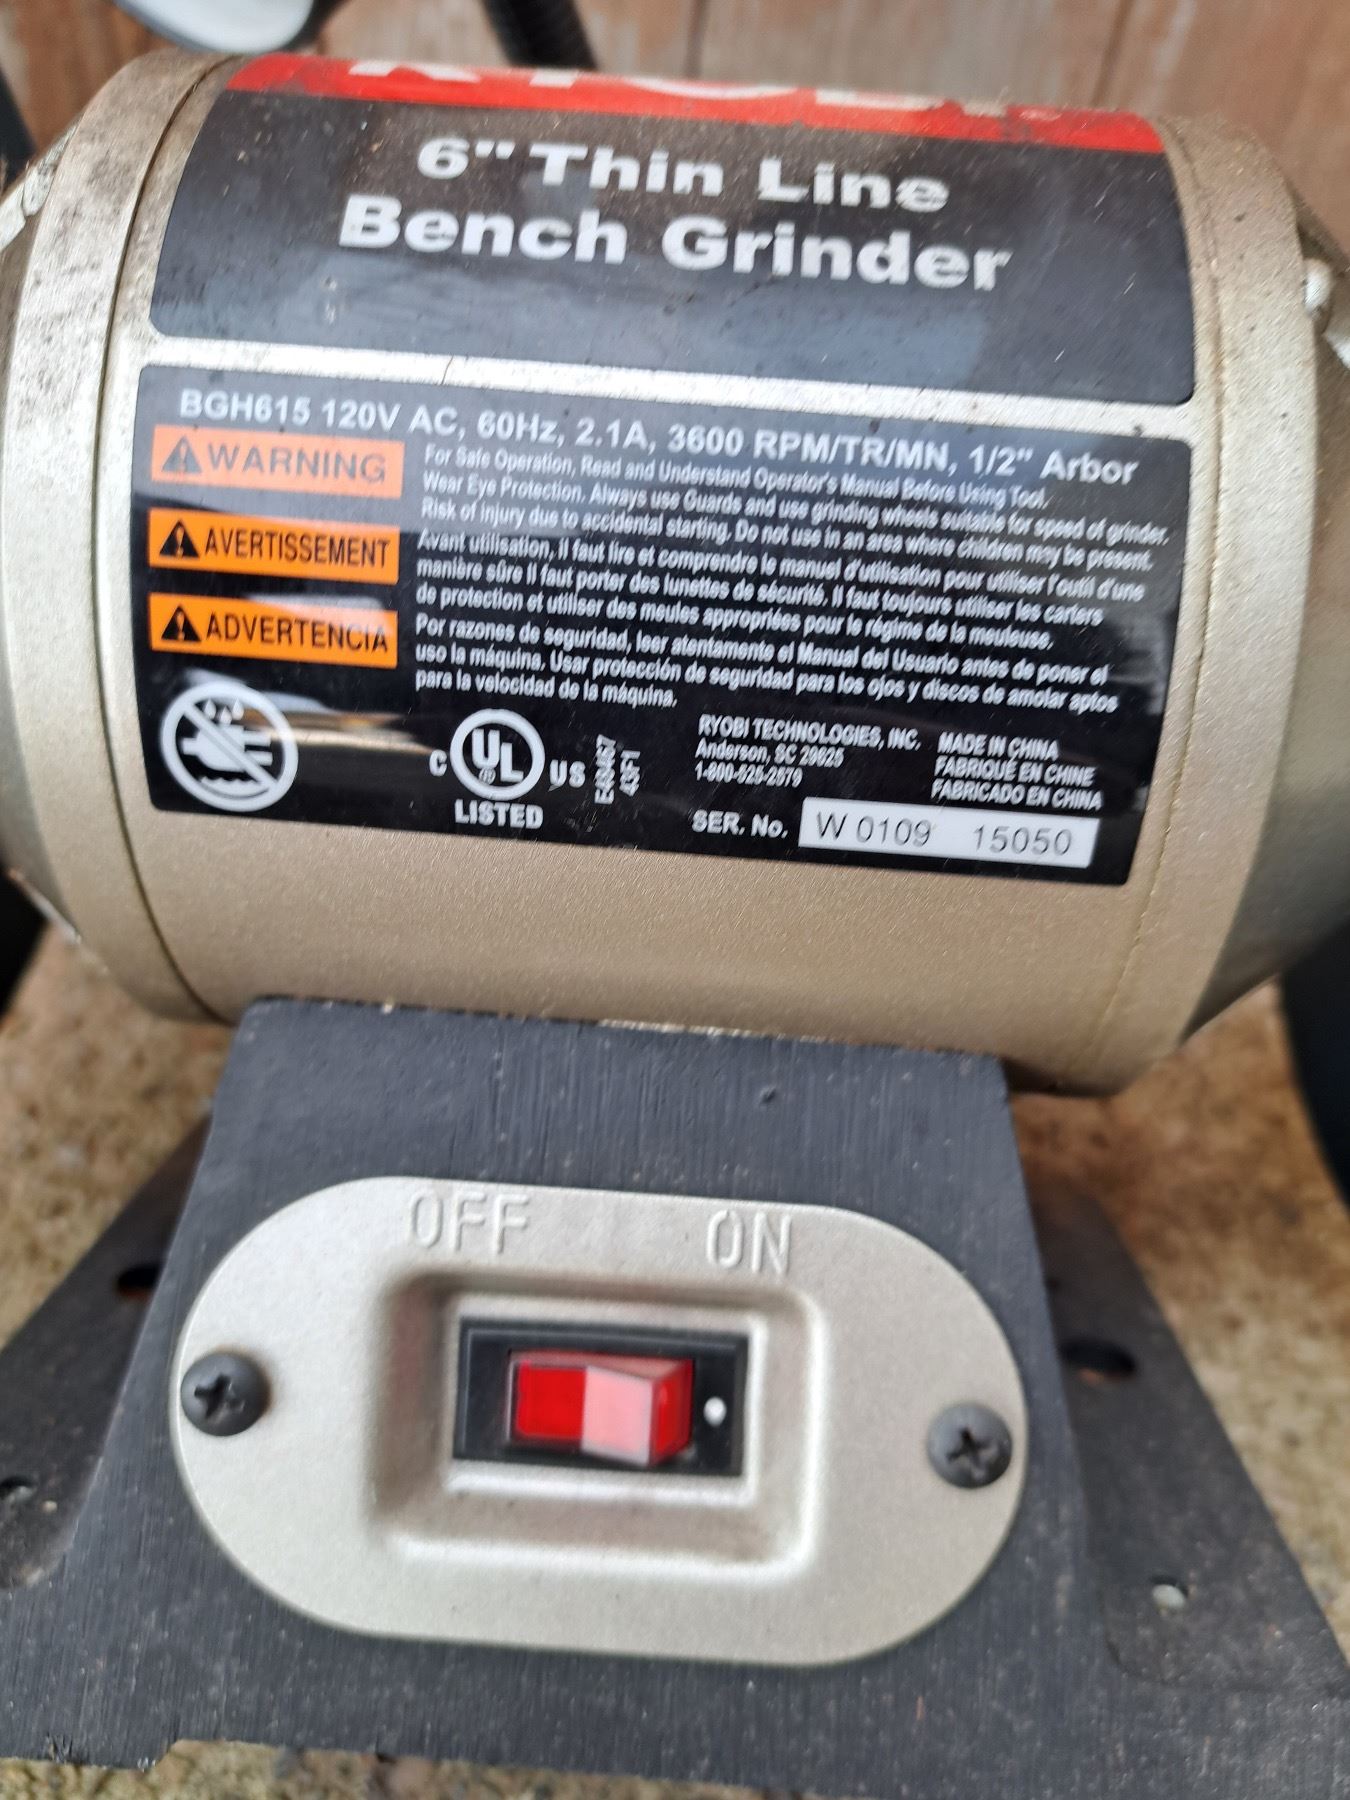 6" Thin Line
Bench Grinder
BGH615 120V AC, 60Hz, 2.1A, 3600 RPM/TR/MN, 1/2" Arbor
WARNING
For Safe Operation, Read and Understand Operator's Manual Before Using Tool.
Wear Eye Protection. Always use Guards and use grinding wheels suitable for speed of grinder.
Risk of injury due to accidental starting. Do not use in an area where children may be present.
AVERTISSEMENT
Avant utilisation, il faut lire et comprendre le manuel d'utilisation pour utiliser l'outil d'une
manière sûre Il faut porter des lunettes de sécurité. Il faut toujours utiliser les carters
de protection et utiliser des meules appropriées pour le régime de la meuleuse.
ADVERTENCIA
Por razones de seguridad, leer atentamente el Manual del Usuario antes de poner el
uso la máquina. Usar protección de seguridad para los ojos y discos de amolar aptos
para la velocidad de la máquina.
C UL US
LISTED
E48467
43F1
RYOBI TECHNOLOGIES, INC.
Anderson, SC 29625
1-800-525-2579
MADE IN CHINA
FABRIQUÉ EN CHINE
FABRICADO EN CHINA
SER. No. W 0109 15050
OFF ON